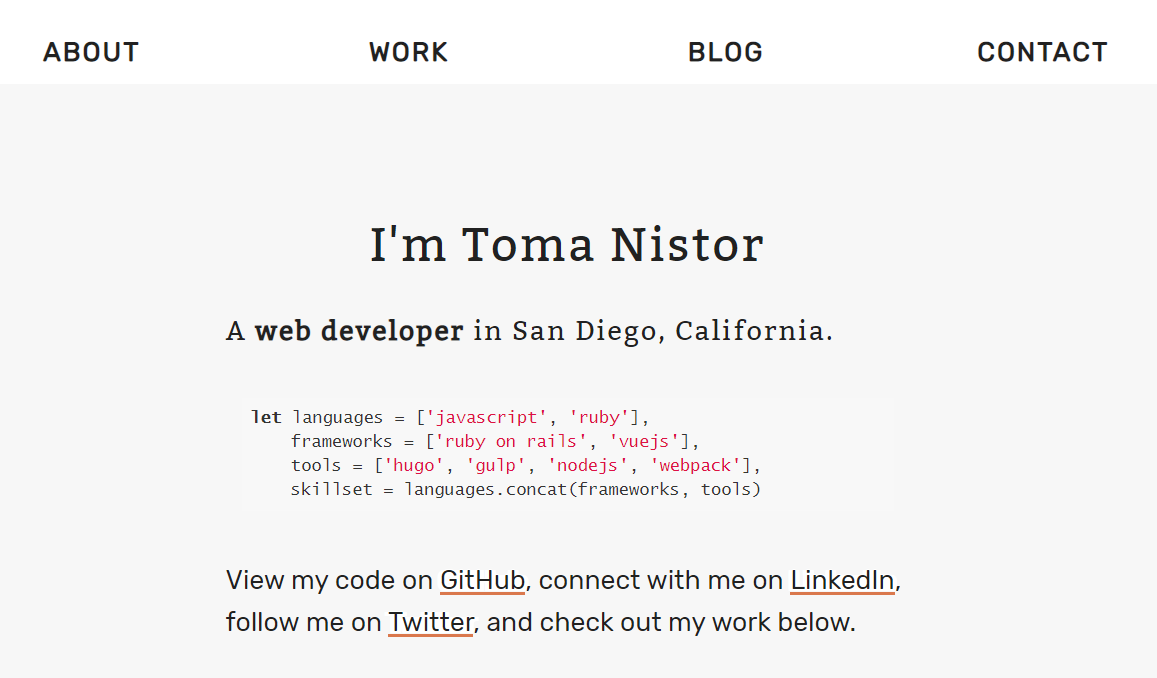 ABOUT WORK BLOG CONTACT
I'm Toma Nistor
A web developer in San Diego, California.
let languages = ['javascript', 'ruby'],
    frameworks = ['ruby on rails', 'vuejs'],
    tools = ['hugo', 'gulp', 'nodejs', 'webpack'],
    skillset = languages.concat(frameworks, tools)
View my code on GitHub, connect with me on LinkedIn,
follow me on Twitter, and check out my work below.